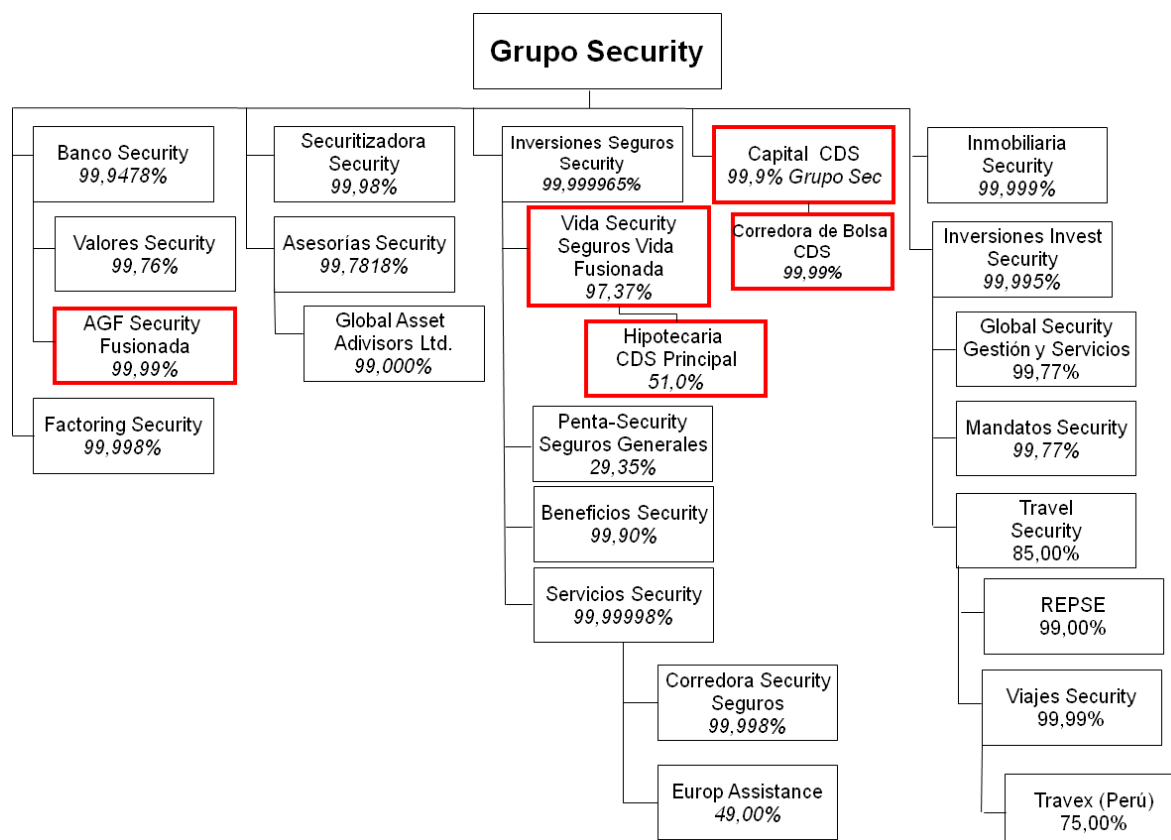 Grupo Security
Banco Security
99,9478%
Valores Security
99,76%
AGF Security
Fusionada
99,99%
Factoring Security
99,998%
Securitizadora
Security
99,98%
Asesorías Security
99,7818%
Global Asset
Adivisors Ltd.
99,000%
Inversiones Seguros
Security
99,999965%
Vida Security
Seguros Vida
Fusionada
97,37%
Hipotecaria
CDS Principal
51,0%
Penta-Security
Seguros Generales
29,35%
Beneficios Security
99,90%
Servicios Security
99,99998%
Corredora Security
Seguros
99,998%
Europ Assistance
49,00%
Capital CDS
99,9% Grupo Sec
Corredora de Bolsa
CDS
99,99%
Inmobiliaria
Security
99,999%
Inversiones Invest
Security
99,995%
Global Security
Gestión y Servicios
99,77%
Mandatos Security
99,77%
Travel
Security
85,00%
REPSE
99,00%
Viajes Security
99,99%
Travex (Perú)
75,00%